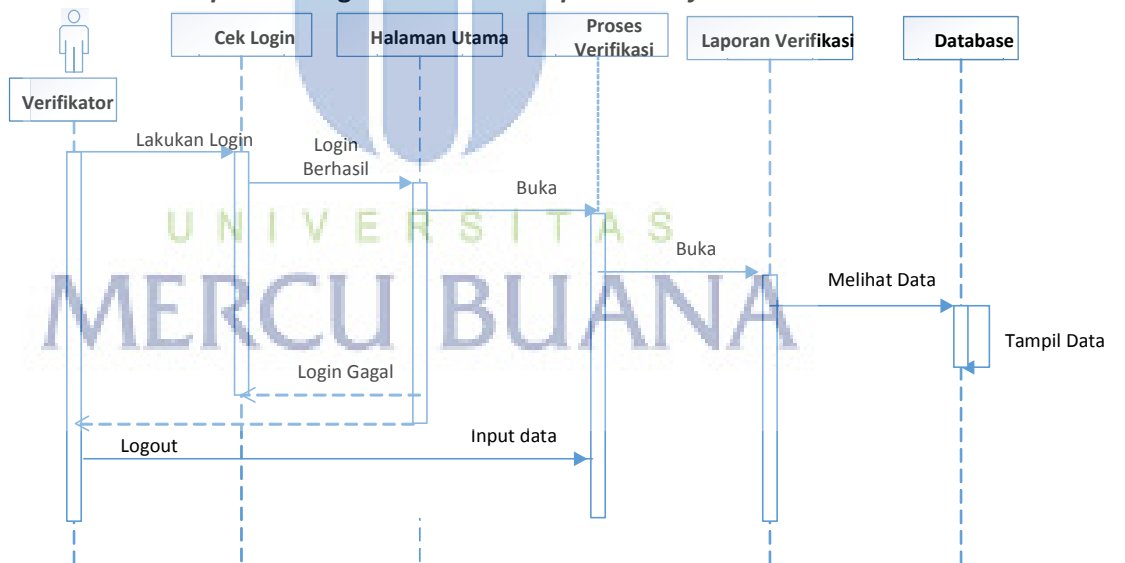 Cek Login
Halaman Utama
Proses
Verifikasi
Laporan Verifikasi
Database
Verifikator
Lakukan Login
Login
Berhasil
Buka
UNIVERSITAS
Buka
MERCU BUANA
Melihat Data
Tampil Data
Login Gagal
Logout
Input data